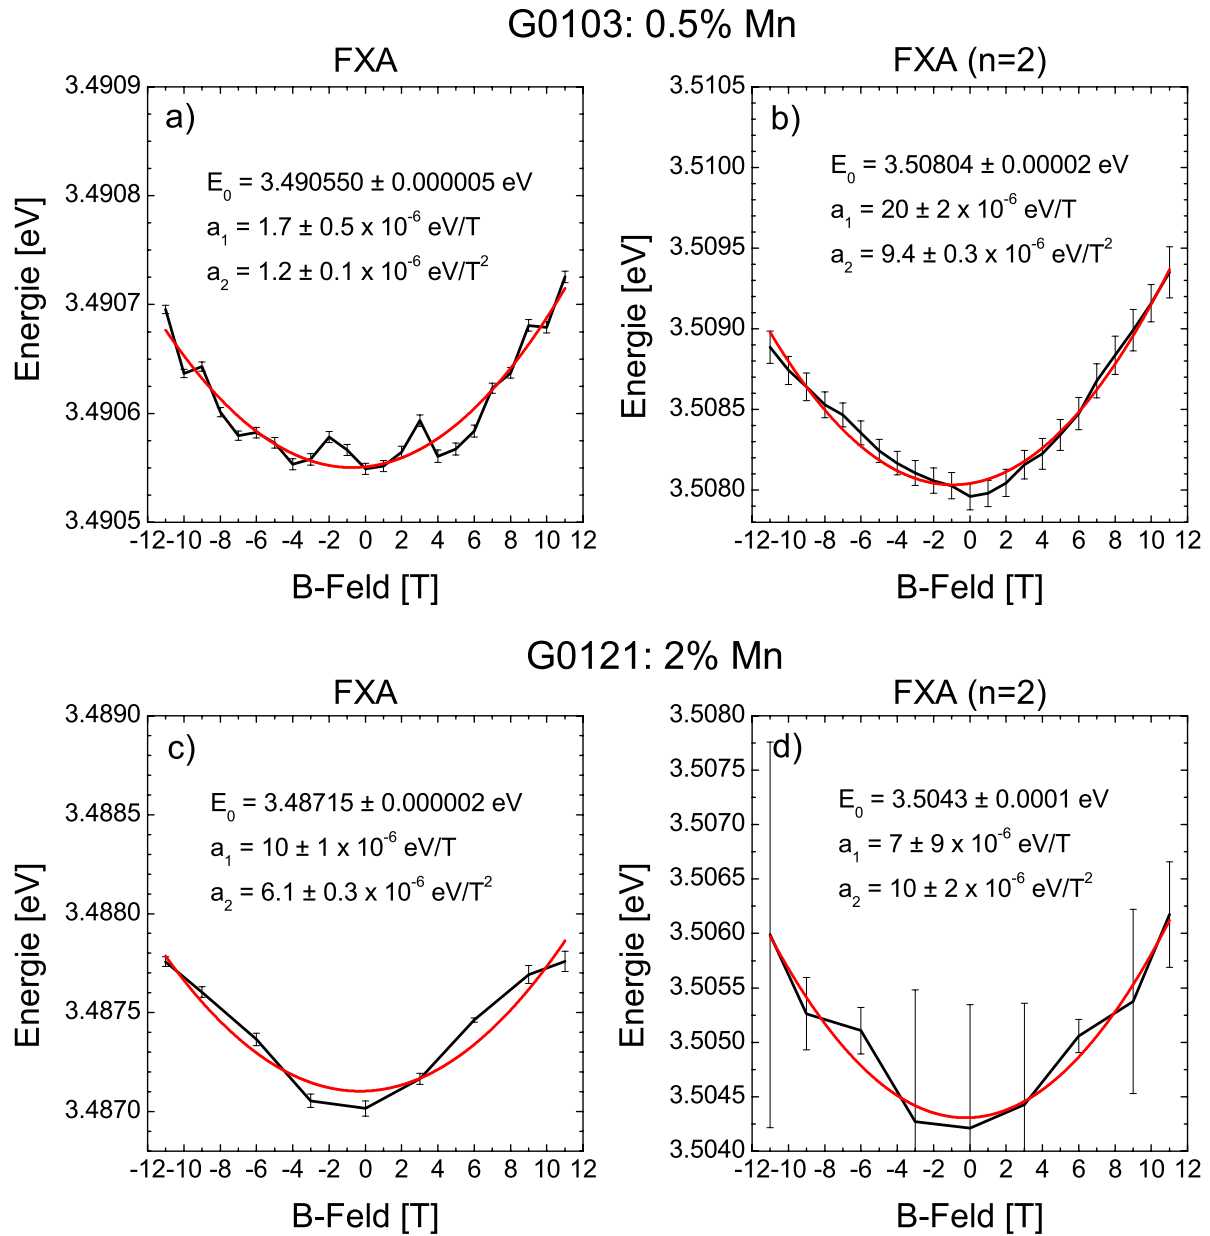 G0103: 0.5% Mn
FXA
a)
E₀ = 3.490550 ± 0.000005 eV
a₁ = 1.7 ± 0.5 x 10⁻⁶ eV/T
a₂ = 1.2 ± 0.1 x 10⁻⁶ eV/T²
Energie [eV]
3.4909
3.4908
3.4907
3.4906
3.4905
-12 -10 -8 -6 -4 -2 0 2 4 6 8 10 12
B-Feld [T]
FXA (n=2)
b)
E₀ = 3.50804 ± 0.00002 eV
a₁ = 20 ± 2 x 10⁻⁶ eV/T
a₂ = 9.4 ± 0.3 x 10⁻⁶ eV/T²
Energie [eV]
3.5105
3.5100
3.5095
3.5090
3.5085
3.5080
-12 -10 -8 -6 -4 -2 0 2 4 6 8 10 12
B-Feld [T]
G0121: 2% Mn
FXA
c)
E₀ = 3.48715 ± 0.000002 eV
a₁ = 10 ± 1 x 10⁻⁶ eV/T
a₂ = 6.1 ± 0.3 x 10⁻⁶ eV/T²
Energie [eV]
3.4890
3.4885
3.4880
3.4875
3.4870
-12 -10 -8 -6 -4 -2 0 2 4 6 8 10 12
B-Feld [T]
FXA (n=2)
d)
E₀ = 3.5043 ± 0.0001 eV
a₁ = 7 ± 9 x 10⁻⁶ eV/T
a₂ = 10 ± 2 x 10⁻⁶ eV/T²
Energie [eV]
3.5080
3.5075
3.5070
3.5065
3.5060
3.5055
3.5050
3.5045
3.5040
-12 -10 -8 -6 -4 -2 0 2 4 6 8 10 12
B-Feld [T]